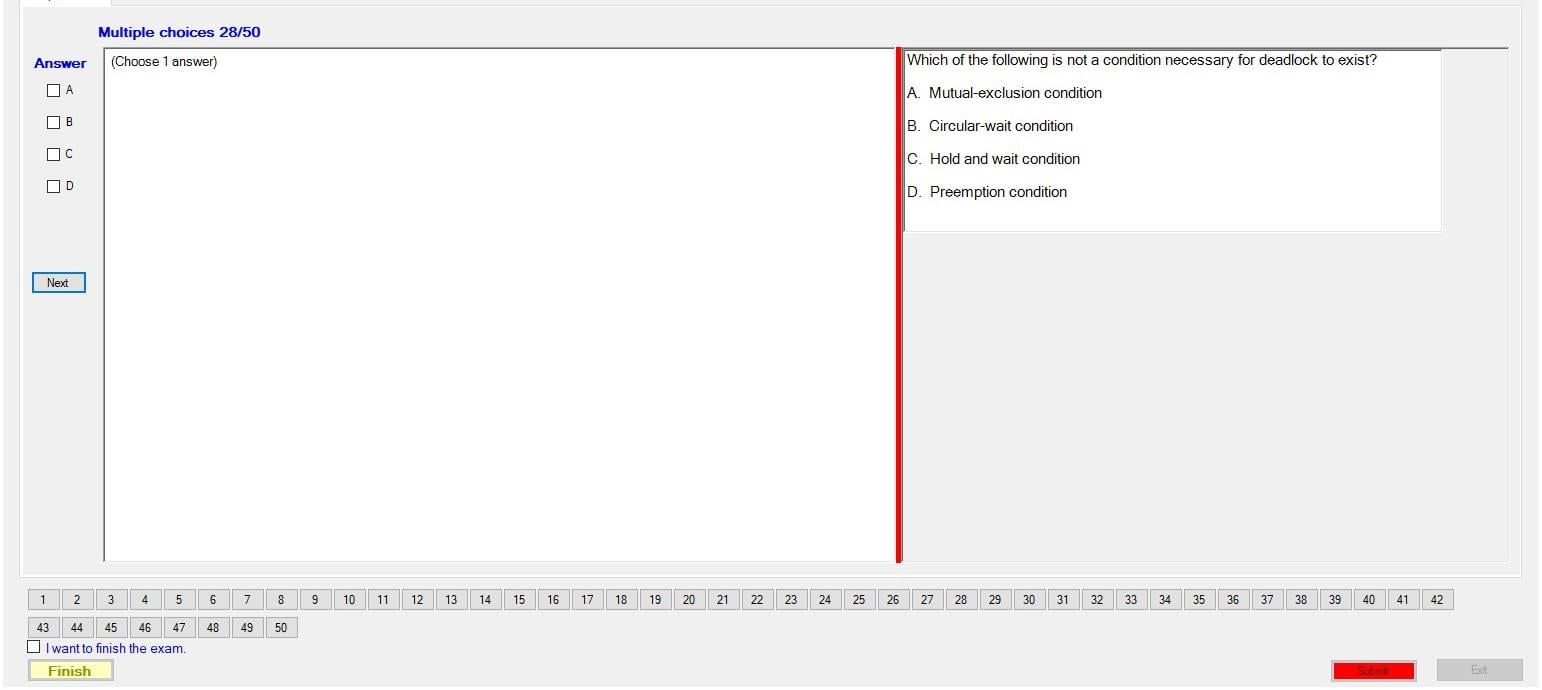 Multiple choices 28/50
Answer
(Choose 1 answer)
A
B
C
D
Next
Which of the following is not a condition necessary for deadlock to exist?
A. Mutual-exclusion condition
B. Circular-wait condition
C. Hold and wait condition
D. Preemption condition
1 2 3 4 5 6 7 8 9 10 11 12 13 14 15 16 17 18 19 20 21 22 23 24 25 26 27 28 29 30 31 32 33 34 35 36 37 38 39 40 41 42
43 44 45 46 47 48 49 50
I want to finish the exam.
Finish
Submit
Exit